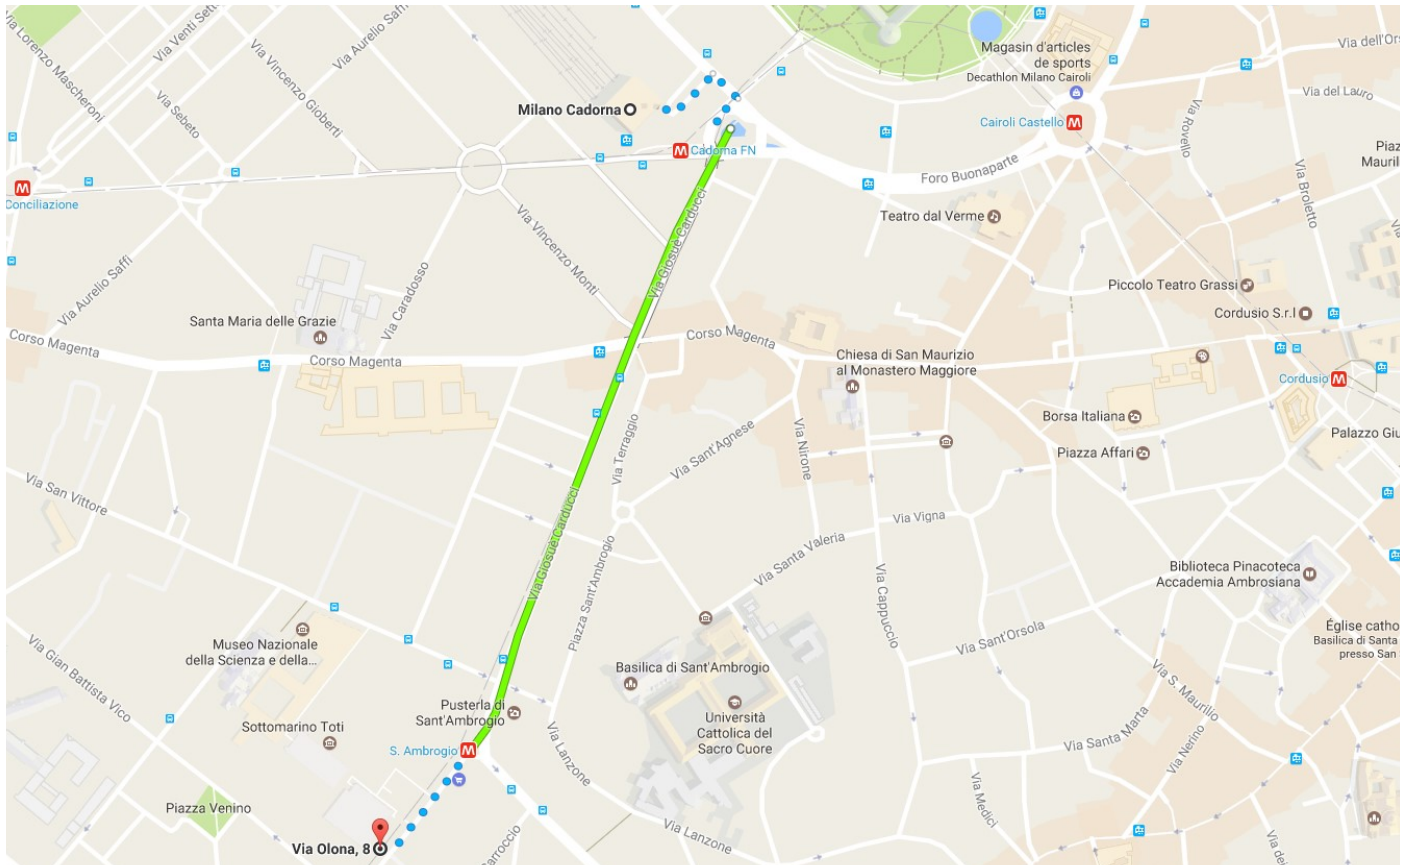 Via Lorenzo Mascheroni
Via Venti Sett
Via Aurelio Saffi
Via Vincenzo Gioberti
Via Sebeto
Milano Cadorna
Magasin d'articles
de sports
Decathlon Milano Cairoli
Via dell'Ors
Via del Lauro
Via Rovello
Cairoli Castello
M
M
Cadorna FN
Piaz
Mauril
Foro Buonaparte
Via Broletto
M
Conciliazione
Via Giosuè Carducci
Teatro dal Verme
Via Vincenzo Monti
Via Aurelio Saffi
Via Caradosso
Piccolo Teatro Grassi
Cordusio S.r.l
Santa Maria delle Grazie
Corso Magenta
Corso Magenta
Corso Magenta
Chiesa di San Maurizio
al Monastero Maggiore
Cordusio
M
Borsa Italiana
Palazzo Giu
Piazza Affari
Via Terraggio
Via Sant'Agnese
Via Nirone
Via San Vittore
Via Giosuè Carducci
Via Vigna
Via Santa Valeria
Piazza Sant'Ambrogio
Via Cappuccio
Biblioteca Pinacoteca
Accademia Ambrosiana
Museo Nazionale
della Scienza e della...
Via Sant'Orsola
Église catho
Basilica di Santa
presso San
Via Gian Battista Vico
Basilica di Sant'Ambrogio
Via S. Maurilio
Pusterla di
Sant'Ambrogio
Università
Cattolica del
Sacro Cuore
Sottomarino Toti
S. Ambrogio
M
Via Lanzone
Via Santa Marta
Via Nerino
Piazza Venino
Via Medici
Via Lanzone
Via Olona, 8
arroccio
Via de